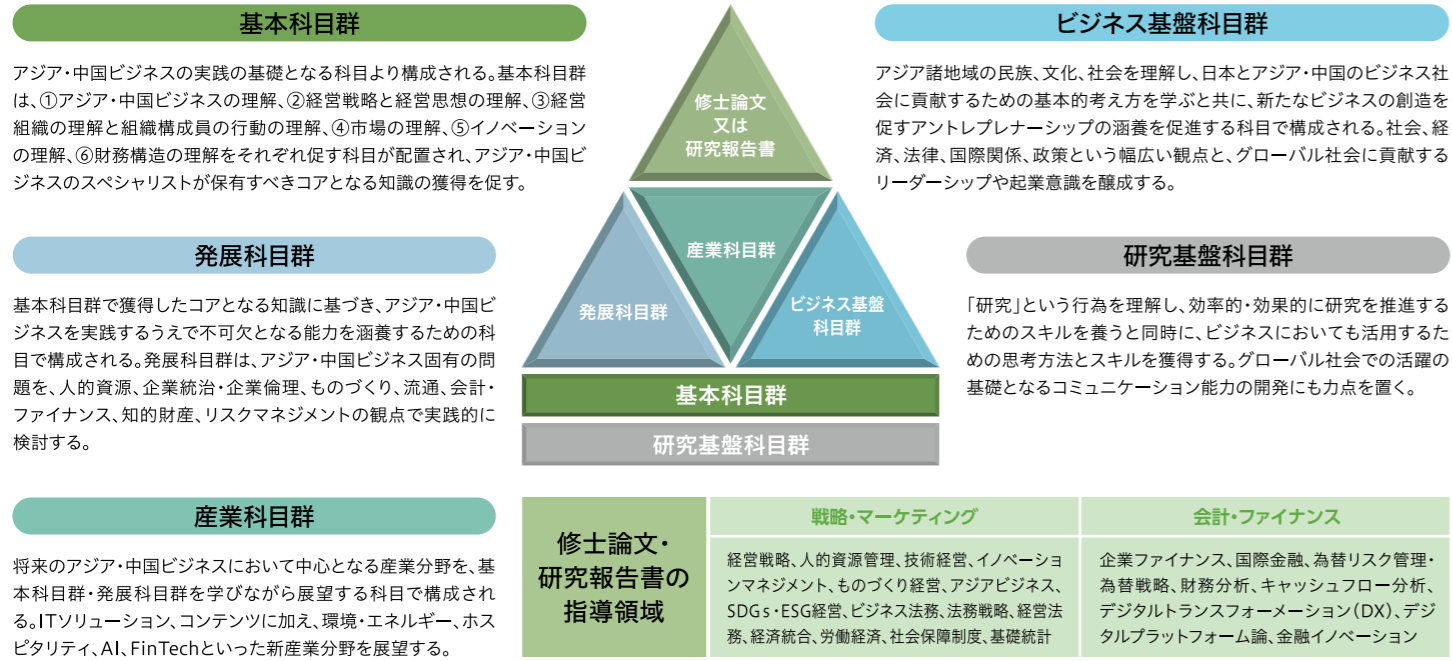 基本科目群
アジア・中国ビジネスの実践の基礎となる科目より構成される。基本科目群
は、①アジア・中国ビジネスの理解、②経営戦略と経営思想の理解、③経営
組織の理解と組織構成員の行動の理解、④市場の理解、⑤イノベーション
の理解、⑥財務構造の理解をそれぞれ促す科目が配置され、アジア・中国ビ
ジネスのスペシャリストが保有すべきコアとなる知識の獲得を促す。
発展科目群
基本科目群で獲得したコアとなる知識に基づき、アジア・中国ビ
ジネスを実践するうえで不可欠となる能力を涵養するための科
目で構成される。発展科目群は、アジア・中国ビジネス固有の問
題を、人的資源、企業統治・企業倫理、ものづくり、流通、会計・
ファイナンス、知的財産、リスクマネジメントの観点で実践的に
検討する。
産業科目群
将来のアジア・中国ビジネスにおいて中心となる産業分野を、基
本科目群・発展科目群を学びながら展望する科目で構成され
る。ITソリューション、コンテンツに加え、環境・エネルギー、ホス
ピタリティ、AI、FinTechといった新産業分野を展望する。
修士論文
又は
研究報告書
産業科目群
発展科目群
ビジネス基盤
科目群
基本科目群
研究基盤科目群
ビジネス基盤科目群
アジア諸地域の民族、文化、社会を理解し、日本とアジア・中国のビジネス社
会に貢献するための基本的考え方を学ぶと共に、新たなビジネスの創造を
促すアントレプレナーシップの涵養を促進する科目で構成される。社会、経
済、法律、国際関係、政策という幅広い観点と、グローバル社会に貢献する
リーダーシップや起業意識を醸成する。
研究基盤科目群
「研究」という行為を理解し、効率的・効果的に研究を推進する
ためのスキルを養うと同時に、ビジネスにおいても活用するた
めの思考方法とスキルを獲得する。グローバル社会での活躍の
基礎となるコミュニケーション能力の開発にも力点を置く。
修士論文・
研究報告書の
指導領域
戦略・マーケティング
経営戦略、人的資源管理、技術経営、イノベーショ
ンマネジメント、ものづくり経営、アジアビジネス、
SDGs・ESG経営、ビジネス法務、法務戦略、経営法
務、経済統合、労働経済、社会保障制度、基礎統計
会計・ファイナンス
企業ファイナンス、国際金融、為替リスク管理・
為替戦略、財務分析、キャッシュフロー分析、
デジタルトランスフォーメーション（DX）、デジ
タルプラットフォーム論、金融イノベーション